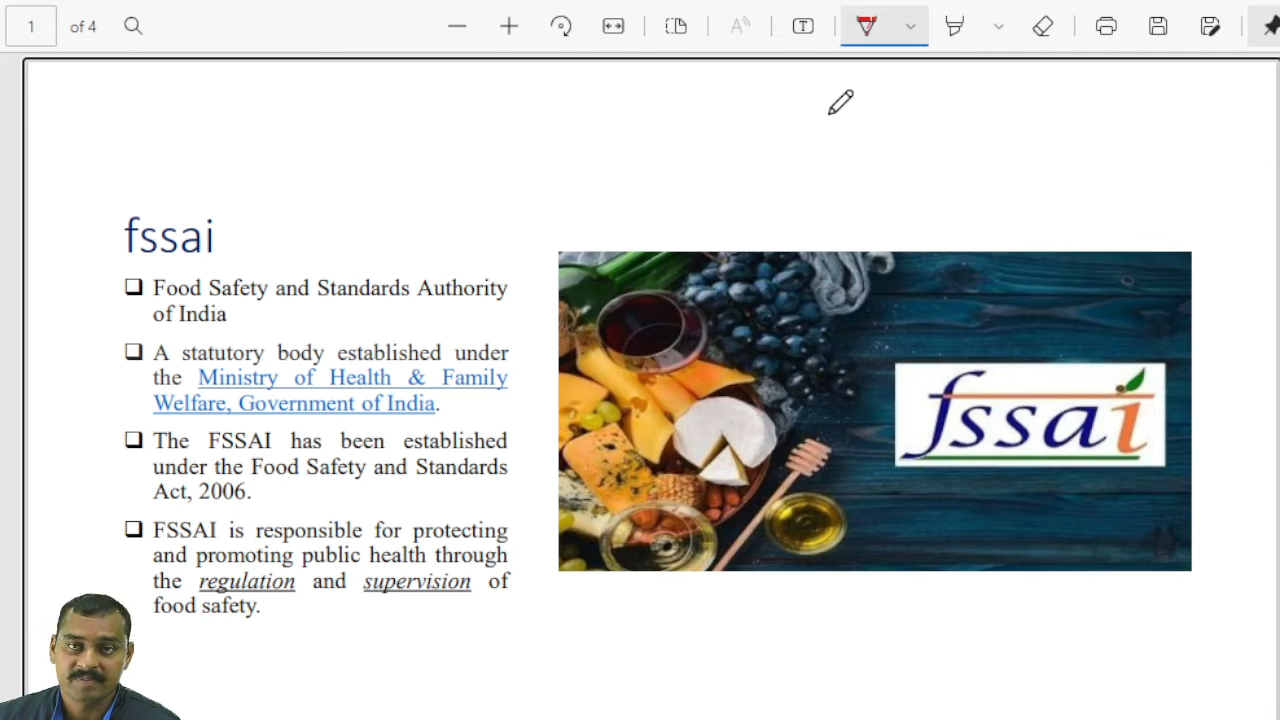 1 of 4
fssai
❑ Food Safety and Standards Authority
of India
❑ A statutory body established under
the Ministry of Health & Family
Welfare, Government of India.
❑ The FSSAI has been established
under the Food Safety and Standards
Act, 2006.
❑ FSSAI is responsible for protecting
and promoting public health through
the regulation and supervision of
food safety.
fssai